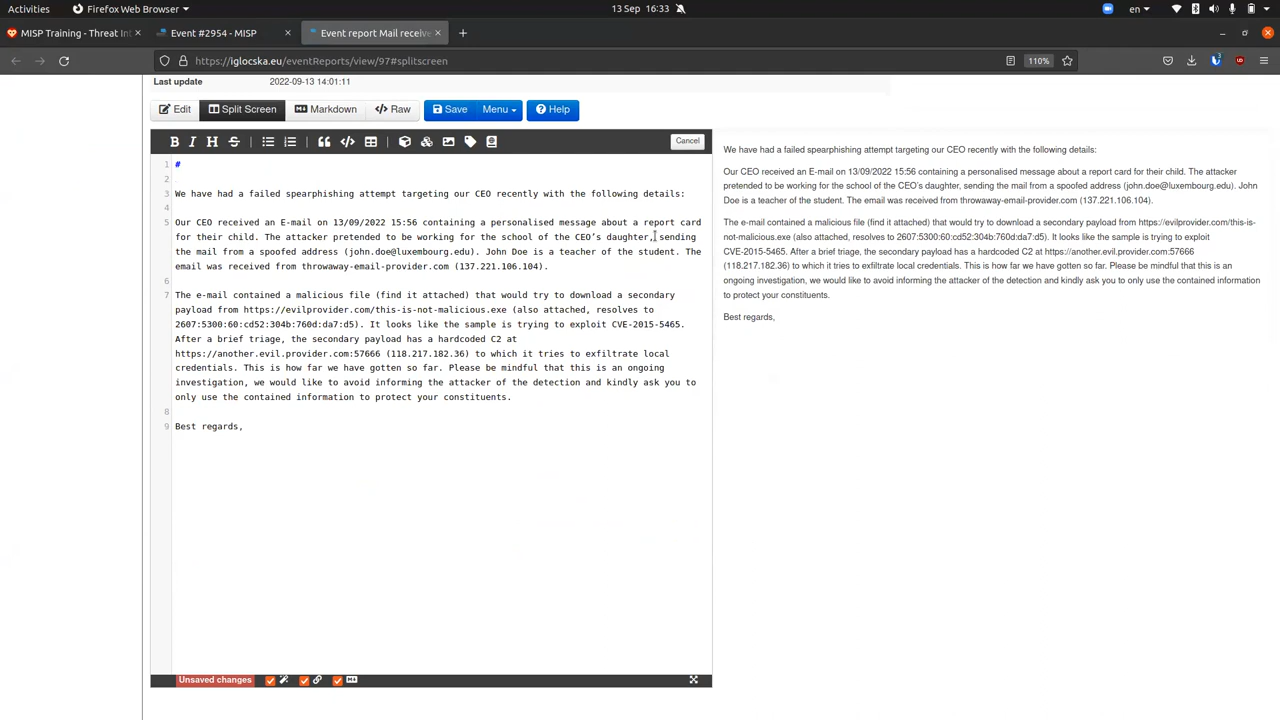 Activities Firefox Web Browser 13 Sep 16:33 en
MISP Training - Threat Int Event #2954 - MISP Event report Mail receive
https://iglocska.eu/eventReports/view/97#splitscreen 110%
Last update 2022-09-13 14:01:11
Edit Split Screen Markdown Raw Save Menu Help
Cancel
1 #
2
3 We have had a failed spearphishing attempt targeting our CEO recently with the following details:
4
5 Our CEO received an E-mail on 13/09/2022 15:56 containing a personalised message about a report card
for their child. The attacker pretended to be working for the school of the CEO’s daughter, sending
the mail from a spoofed address (john.doe@luxembourg.edu). John Doe is a teacher of the student. The
email was received from throwaway-email-provider.com (137.221.106.104).
6
7 The e-mail contained a malicious file (find it attached) that would try to download a secondary
payload from https://evilprovider.com/this-is-not-malicious.exe (also attached, resolves to
2607:5300:60:cd52:304b:760d:da7:d5). It looks like the sample is trying to exploit CVE-2015-5465.
After a brief triage, the secondary payload has a hardcoded C2 at
https://another.evil.provider.com:57666 (118.217.182.36) to which it tries to exfiltrate local
credentials. This is how far we have gotten so far. Please be mindful that this is an ongoing
investigation, we would like to avoid informing the attacker of the detection and kindly ask you to
only use the contained information to protect your constituents.
8
9 Best regards,
Unsaved changes
We have had a failed spearphishing attempt targeting our CEO recently with the following details:
Our CEO received an E-mail on 13/09/2022 15:56 containing a personalised message about a report card for their child. The attacker
pretended to be working for the school of the CEO’s daughter, sending the mail from a spoofed address (john.doe@luxembourg.edu). John
Doe is a teacher of the student. The email was received from throwaway-email-provider.com (137.221.106.104).
The e-mail contained a malicious file (find it attached) that would try to download a secondary payload from https://evilprovider.com/this-is-
not-malicious.exe (also attached, resolves to 2607:5300:60:cd52:304b:760d:da7:d5). It looks like the sample is trying to exploit
CVE-2015-5465. After a brief triage, the secondary payload has a hardcoded C2 at https://another.evil.provider.com:57666
(118.217.182.36) to which it tries to exfiltrate local credentials. This is how far we have gotten so far. Please be mindful that this is an
ongoing investigation, we would like to avoid informing the attacker of the detection and kindly ask you to only use the contained information
to protect your constituents.
Best regards,